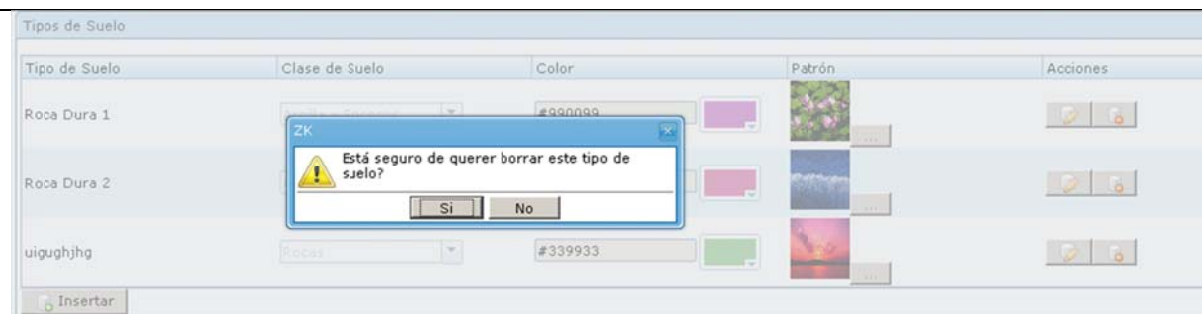 Tipos de Suelo
Tipo de Suelo Clase de Suelo Color Patrón Acciones
Roca Dura 1 #990099 ...
ZK
Está seguro de querer borrar este tipo de
suelo?
Si No
Roca Dura 2 ...
uigughjhg Rocas #339933 ...
Insertar